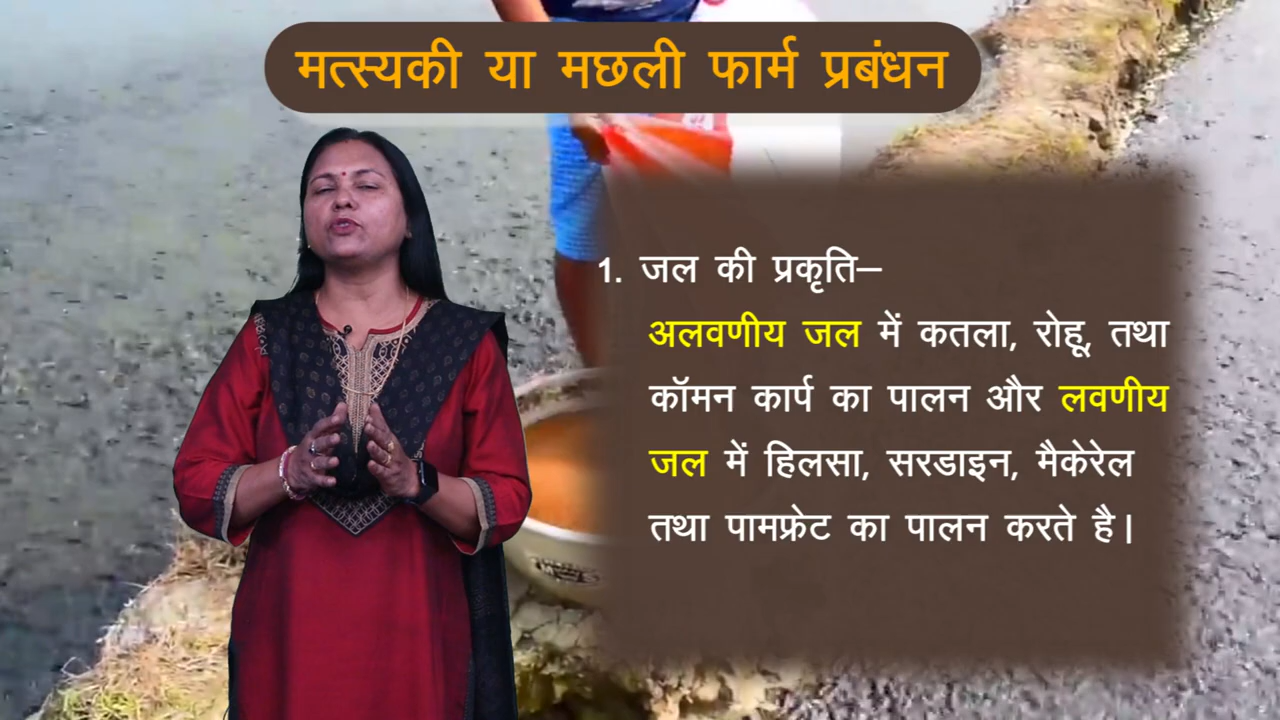 मत्स्यकी या मछली फार्म प्रबंधन
1. जल की प्रकृति–
अलवणीय जल में कतला, रोहू, तथा
कॉमन कार्प का पालन और लवणीय
जल में हिलसा, सरडाइन, मैकेरेल
तथा पामफ्रेट का पालन करते है।